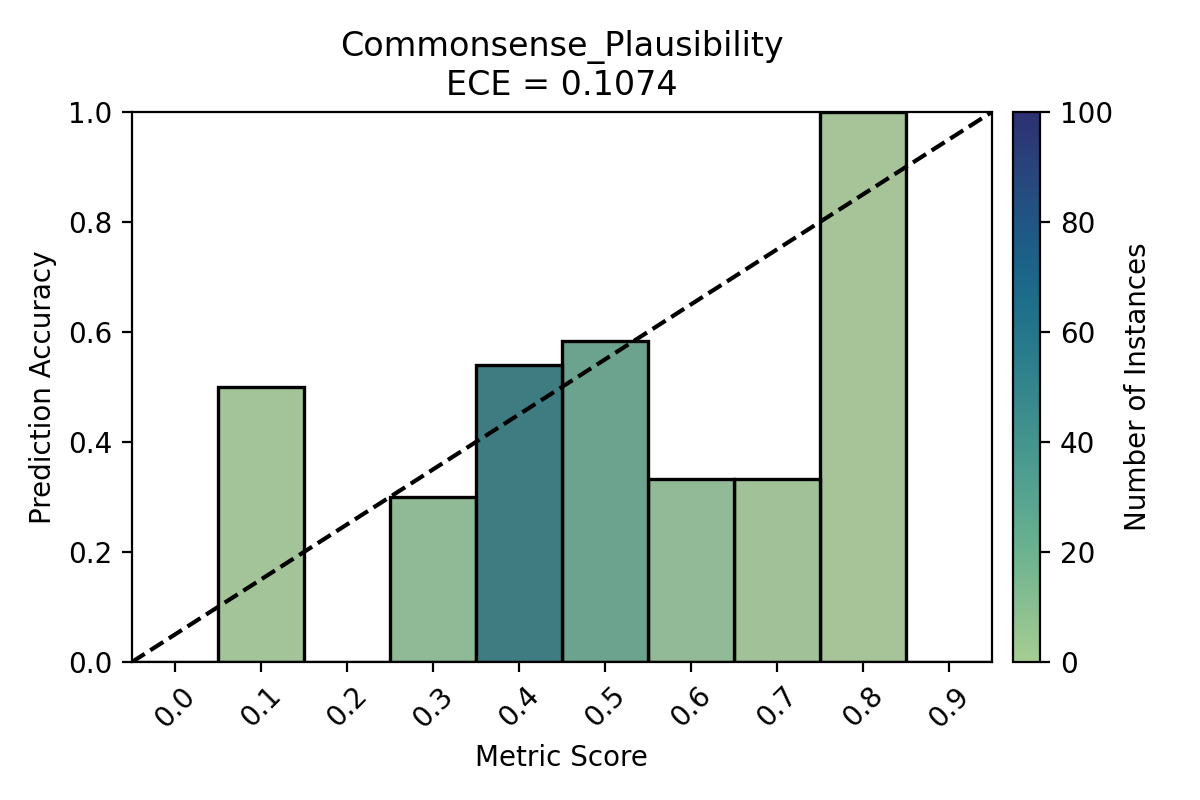 Commonsense_Plausibility
ECE = 0.1074
1.0
0.8
0.6
0.4
0.2
0.0
Prediction Accuracy
0.0 0.1 0.2 0.3 0.4 0.5 0.6 0.7 0.8 0.9
Metric Score
100
80
60
40
20
0
Number of Instances